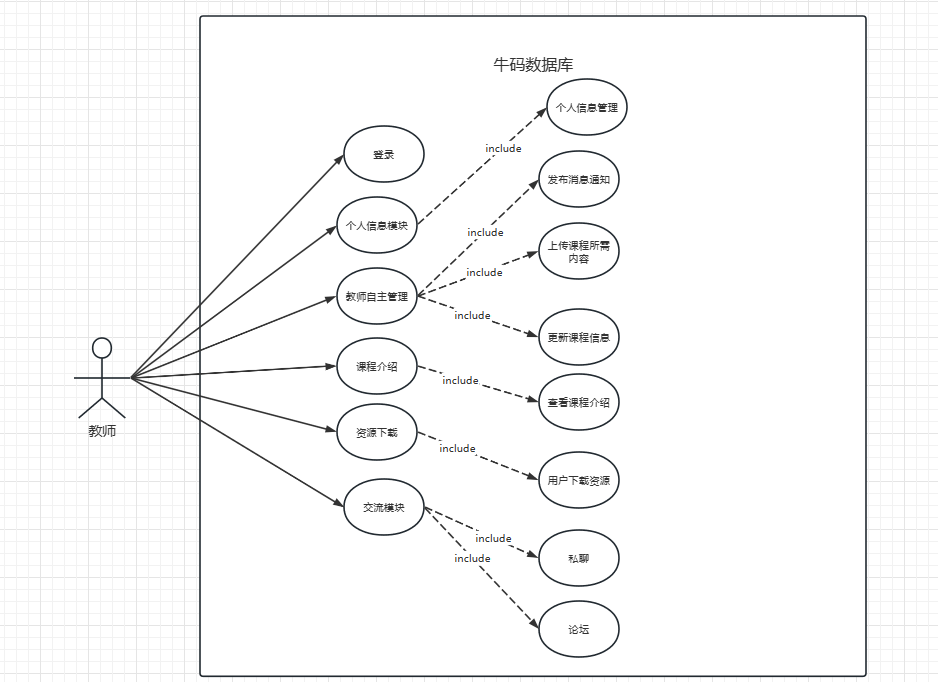 牛码数据库
个人信息管理
include
登录
发布消息通知
个人信息模块
include
上传课程所需
内容
include
教师自主管理
include
更新课程信息
课程介绍
include
查看课程介绍
教师
资源下载
include
用户下载资源
交流模块
include
include
私聊
论坛